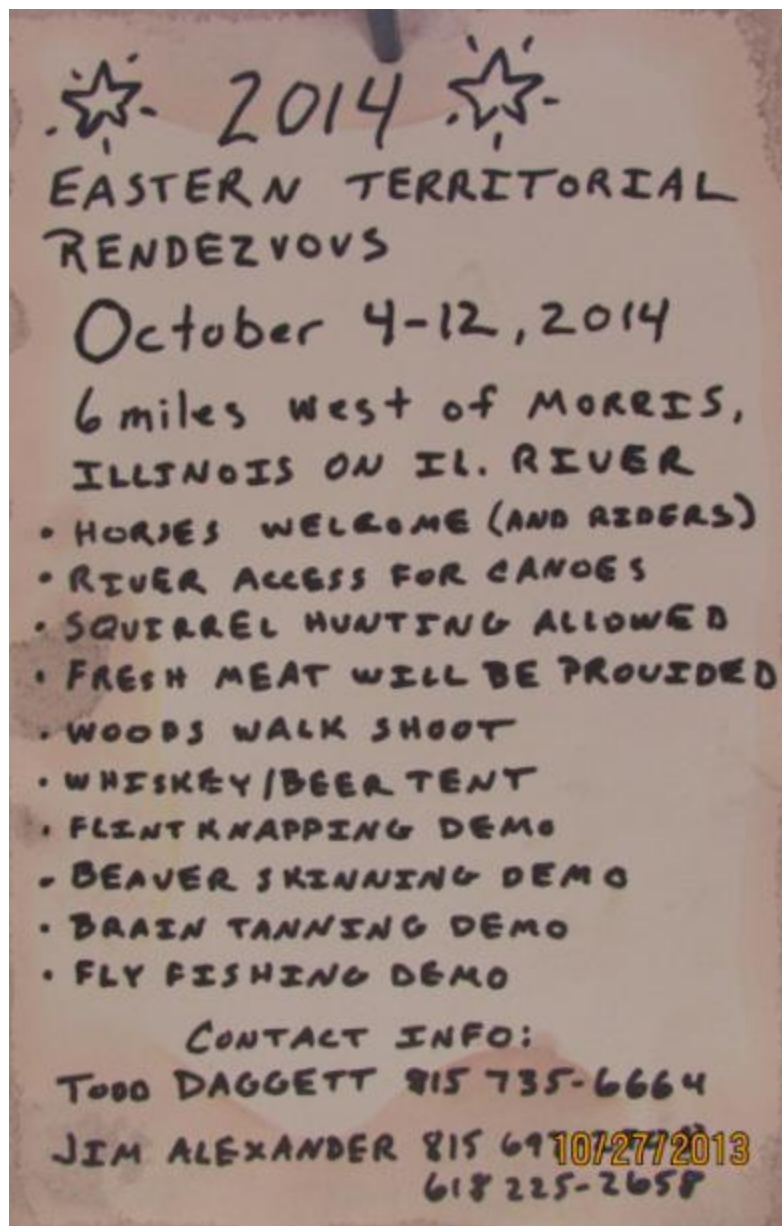 2014
EASTERN TERRITORIAL
RENDEZVOUS
October 4-12, 2014
6 miles west of MORRIS,
ILLINOIS ON IL. RIVER
• HORSES WELCOME (AND RIDERS)
• RIVER ACCESS FOR CANOES
• SQUIRREL HUNTING ALLOWED
• FRESH MEAT WILL BE PROVIDED
• WOODS WALK SHOOT
• WHISKEY/BEER TENT
• FLINT KNAPPING DEMO
• BEAVER SKINNING DEMO
• BRAIN TANNING DEMO
• FLY FISHING DEMO
CONTACT INFO:
TODD DAGGETT 815 735-6664
JIM ALEXANDER 815
10/27/2013
618 225-2658